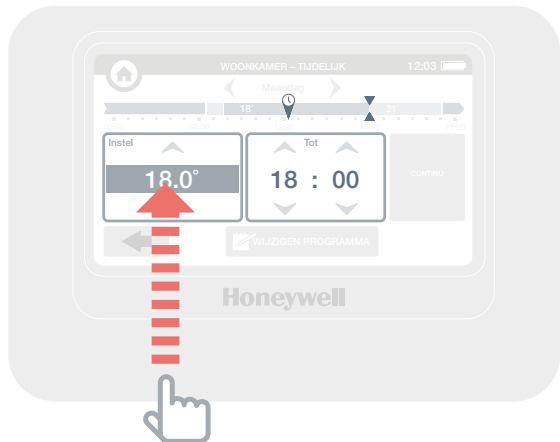 WOONKAMER – TIJDELIJK 12:03
Maandag
18° 21°
Instel
Tot
18.0°
18 : 00
CONTINU
WIJZIGEN PROGRAMMA
Honeywell